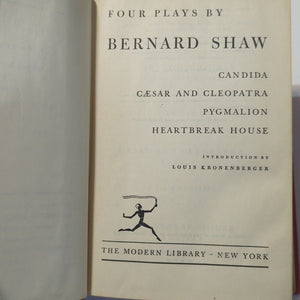 FOUR PLAYS BY
BERNARD SHAW
CANDIDA
CÆSAR AND CLEOPATRA
PYGMALION
HEARTBREAK HOUSE
INTRODUCTION BY
LOUIS KRONENBERGER
THE MODERN LIBRARY · NEW YORK